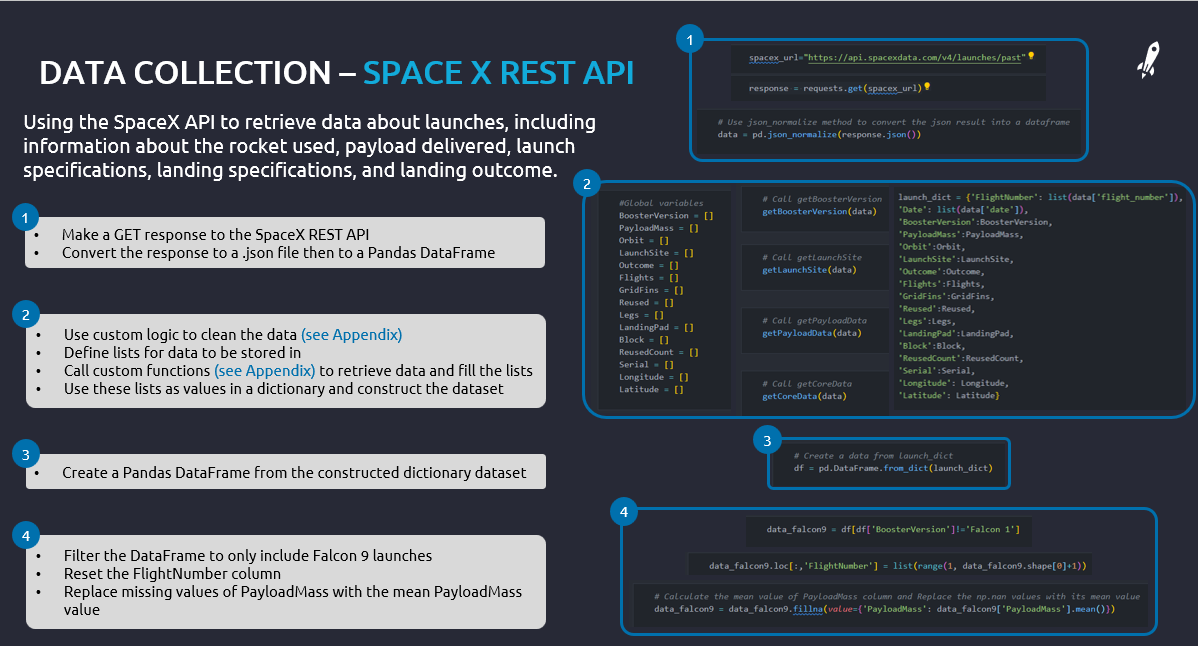 DATA COLLECTION – SPACE X REST API
Using the SpaceX API to retrieve data about launches, including
information about the rocket used, payload delivered, launch
specifications, landing specifications, and landing outcome.
1
• Make a GET response to the SpaceX REST API
• Convert the response to a .json file then to a Pandas DataFrame
2
• Use custom logic to clean the data (see Appendix)
• Define lists for data to be stored in
• Call custom functions (see Appendix) to retrieve data and fill the lists
• Use these lists as values in a dictionary and construct the dataset
3
• Create a Pandas DataFrame from the constructed dictionary dataset
4
• Filter the DataFrame to only include Falcon 9 launches
• Reset the FlightNumber column
• Replace missing values of PayloadMass with the mean PayloadMass
value
1
spacex_url="https://api.spacexdata.com/v4/launches/past"
response = requests.get(spacex_url)
# Use json_normalize method to convert the json result into a dataframe
data = pd.json_normalize(response.json())
2
#Global variables
BoosterVersion = []
PayloadMass = []
Orbit = []
LaunchSite = []
Outcome = []
Flights = []
GridFins = []
Reused = []
Legs = []
LandingPad = []
Block = []
ReusedCount = []
Serial = []
Longitude = []
Latitude = []
# Call getBoosterVersion
getBoosterVersion(data)
# Call getLaunchSite
getLaunchSite(data)
# Call getPayloadData
getPayloadData(data)
# Call getCoreData
getCoreData(data)
launch_dict = {'FlightNumber': list(data['flight_number']),
'Date': list(data['date']),
'BoosterVersion':BoosterVersion,
'PayloadMass':PayloadMass,
'Orbit':Orbit,
'LaunchSite':LaunchSite,
'Outcome':Outcome,
'Flights':Flights,
'GridFins':GridFins,
'Reused':Reused,
'Legs':Legs,
'LandingPad':LandingPad,
'Block':Block,
'ReusedCount':ReusedCount,
'Serial':Serial,
'Longitude': Longitude,
'Latitude': Latitude}
3
# Create a data from launch_dict
df = pd.DataFrame.from_dict(launch_dict)
4
data_falcon9 = df[df['BoosterVersion']!='Falcon 1']
data_falcon9.loc[:,'FlightNumber'] = list(range(1, data_falcon9.shape[0]+1))
# Calculate the mean value of PayloadMass column and Replace the np.nan values with its mean value
data_falcon9 = data_falcon9.fillna(value={'PayloadMass': data_falcon9['PayloadMass'].mean()})